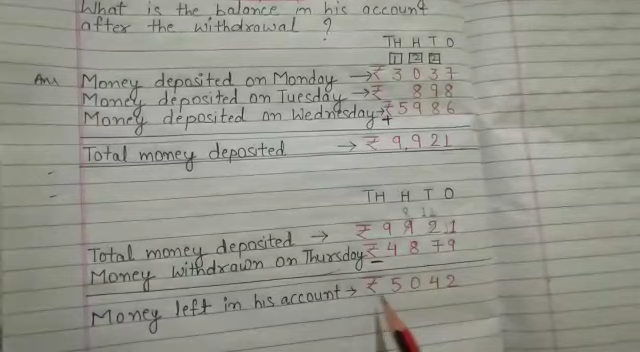 What is the balance in his account
after the withdrawal ?
TH H T O
1 2 2
Ans Money deposited on Monday → ₹ 3 0 3 7
Money deposited on Tuesday → ₹ 8 9 8
Money deposited on Wednesday → + ₹ 5 9 8 6
Total money deposited → ₹ 9,921
TH H T O
8 11
Total money deposited → ₹ 9 9 2 1
Money withdrawn on Thursday - ₹ 4 8 7 9
Money left in his account → ₹ 5 0 4 2